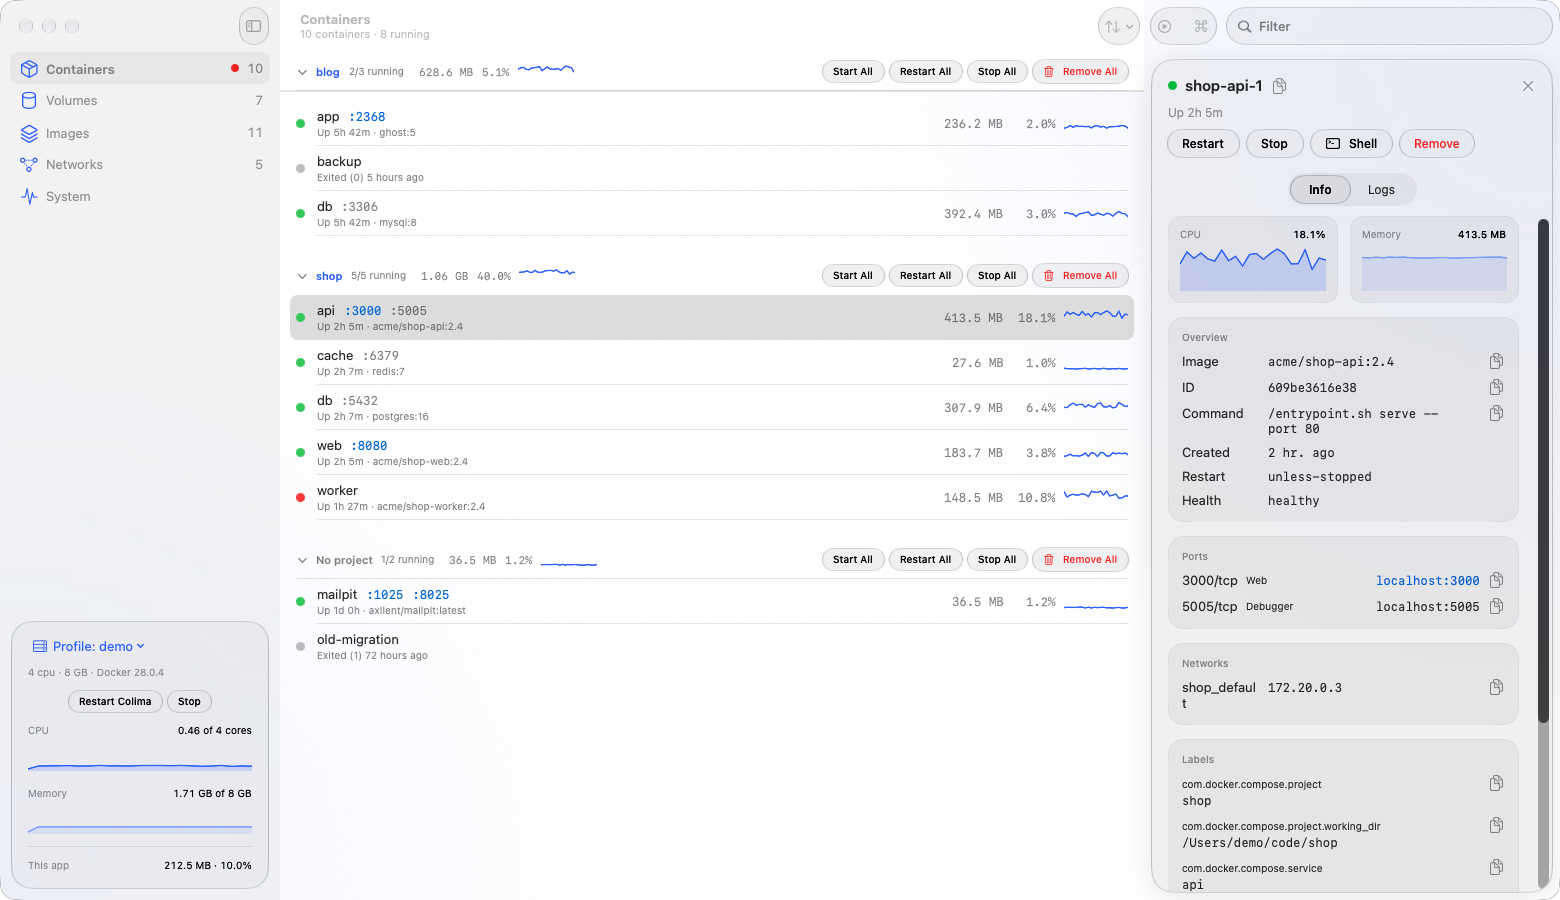 Containers
10
Volumes
7
Images
11
Networks
5
System
Profile: demo
4 cpu · 8 GB · Docker 28.0.4
Restart Colima
Stop
CPU
0.46 of 4 cores
Memory
1.71 GB of 8 GB
This app
212.5 MB · 10.0%
Containers
10 containers · 8 running
blog 2/3 running 628.6 MB 5.1%
Start All Restart All Stop All Remove All
app :2368
Up 5h 42m · ghost:5
236.2 MB 2.0%
backup
Exited (0) 5 hours ago
db :3306
Up 5h 42m · mysql:8
392.4 MB 3.0%
shop 5/5 running 1.06 GB 40.0%
Start All Restart All Stop All Remove All
api :3000 :5005
Up 2h 5m · acme/shop-api:2.4
413.5 MB 18.1%
cache :6379
Up 2h 7m · redis:7
27.6 MB 1.0%
db :5432
Up 2h 7m · postgres:16
307.9 MB 6.4%
web :8080
Up 2h 5m · acme/shop-web:2.4
183.7 MB 3.8%
worker
Up 1h 27m · acme/shop-worker:2.4
148.5 MB 10.8%
No project 1/2 running 36.5 MB 1.2%
Start All Restart All Stop All Remove All
mailpit :1025 :8025
Up 1d 0h · axllent/mailpit:latest
36.5 MB 1.2%
old-migration
Exited (1) 72 hours ago
Filter
shop-api-1
Up 2h 5m
Restart Stop Shell Remove
Info Logs
CPU 18.1%
Memory 413.5 MB
Overview
Image acme/shop-api:2.4
ID 609be3616e38
Command /entrypoint.sh serve --
port 80
Created 2 hr. ago
Restart unless-stopped
Health healthy
Ports
3000/tcp Web localhost:3000
5005/tcp Debugger localhost:5005
Networks
shop_defaul 172.20.0.3
t
Labels
com.docker.compose.project
shop
com.docker.compose.project.working_dir
/Users/demo/code/shop
com.docker.compose.service
api